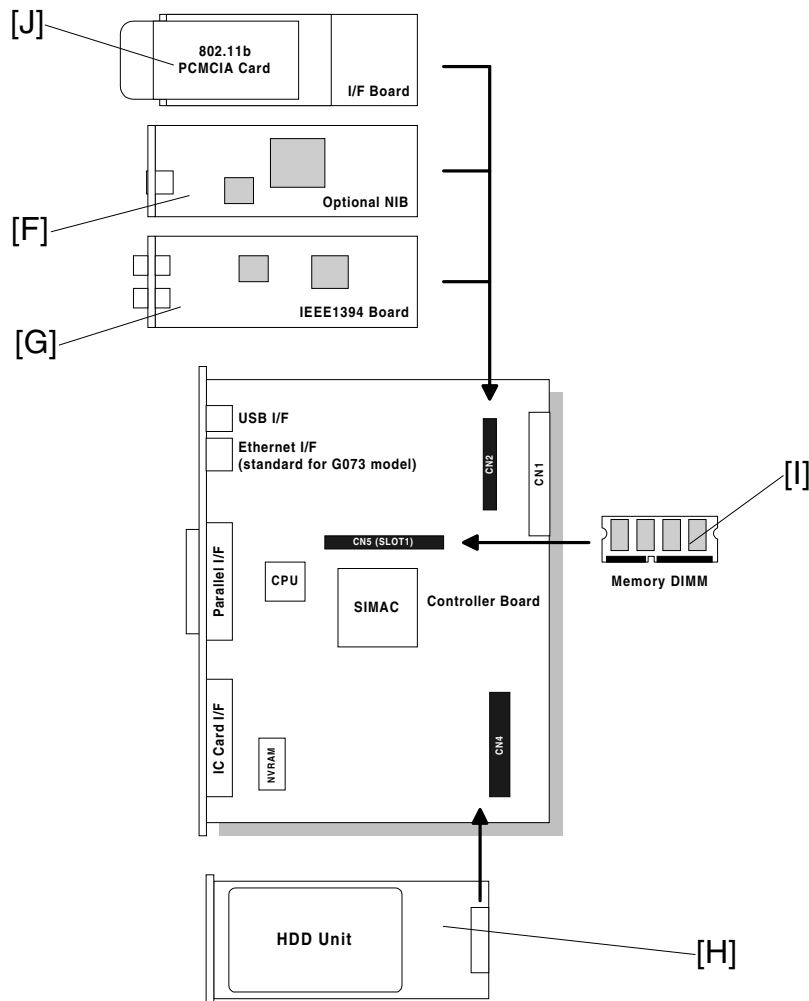 [J]
802.11b
PCMCIA Card
I/F Board
Optional NIB
[F]
IEEE1394 Board
[G]
USB I/F
Ethernet I/F
(standard for G073 model)
CN2
CN1
[I]
CN5 (SLOT1)
Parallel I/F
CPU
SIMAC
Controller Board
Memory DIMM
IC Card I/F
NVRAM
CN4
HDD Unit
[H]